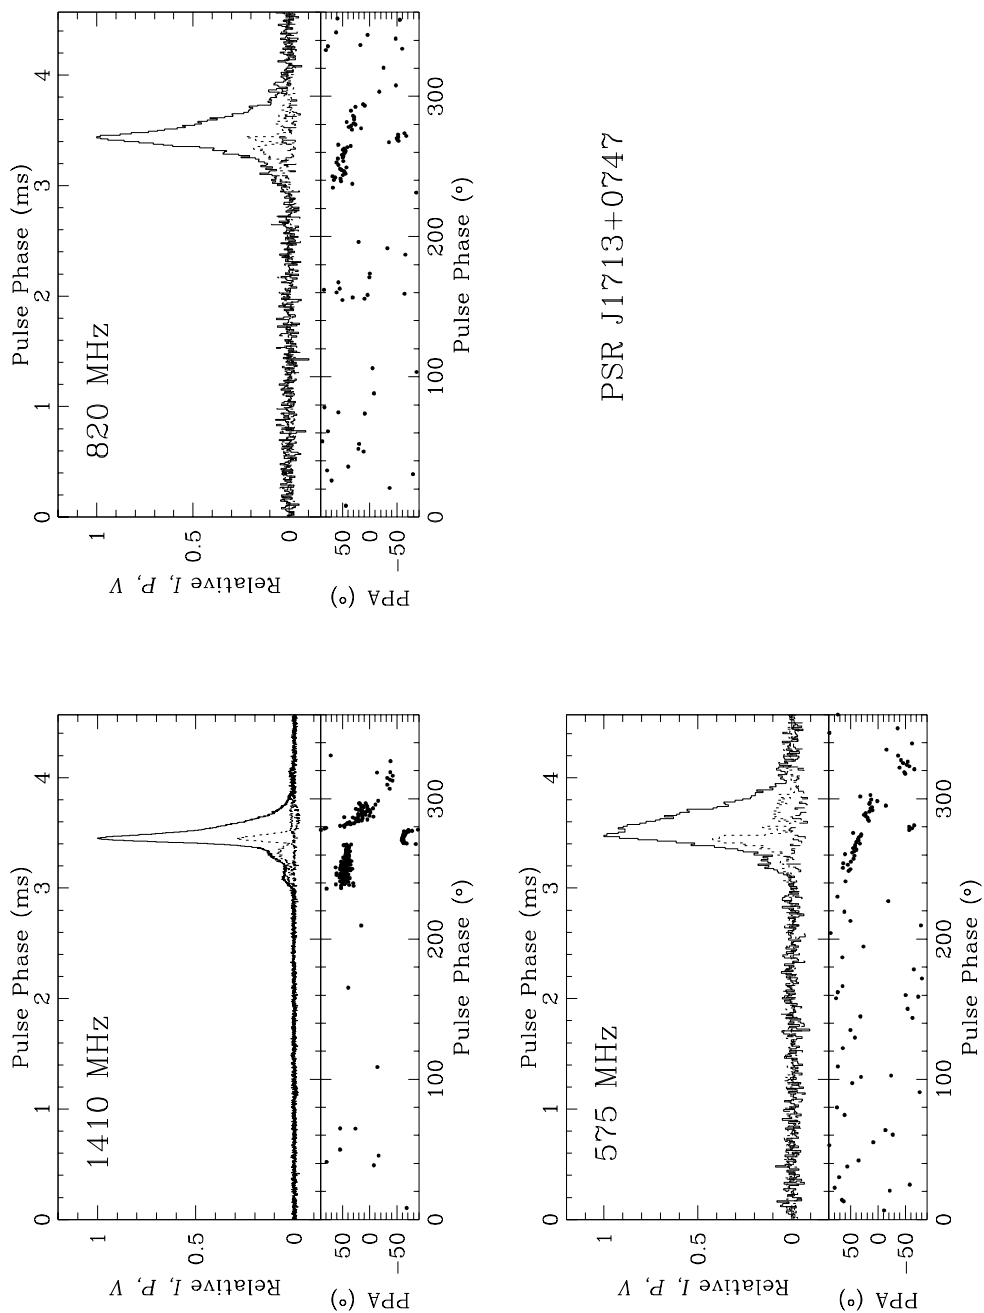 Pulse Phase (ms)
0 1 2 3 4
1410 MHz
Relative I, P, V
1
0.5
0
PPA (°)
50
0
−50
0 100 200 300
Pulse Phase (°)
Pulse Phase (ms)
0 1 2 3 4
820 MHz
Relative I, P, V
1
0.5
0
PPA (°)
50
0
−50
0 100 200 300
Pulse Phase (°)
Pulse Phase (ms)
0 1 2 3 4
575 MHz
Relative I, P, V
1
0.5
0
PPA (°)
50
0
−50
0 100 200 300
Pulse Phase (°)
PSR J1713+0747